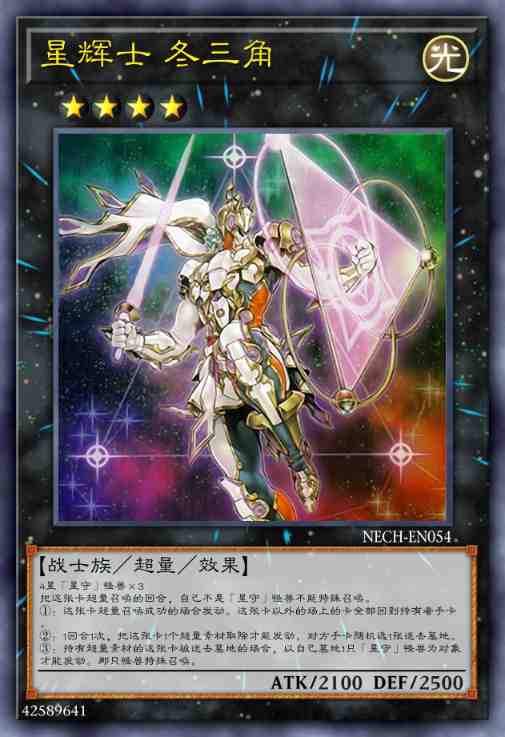 星辉士 冬三角
光
NECH-EN054
【战士族／超量／效果】
4星「星守」怪兽×3
把这张卡超量召唤的回合，自己不是「星守」怪兽不能特殊召唤。
①：这张卡超量召唤成功的场合发动。这张卡以外的场上的卡全部回到持有者手卡
。
②：1回合1次，把这张卡1个超量素材取除才能发动。对方手卡随机选1张送去墓地。
③：持有超量素材的这张卡被送去墓地的场合，以自己墓地1只「星守」怪兽为对象
才能发动。那只怪兽特殊召唤。
ATK/2100 DEF/2500
42589641